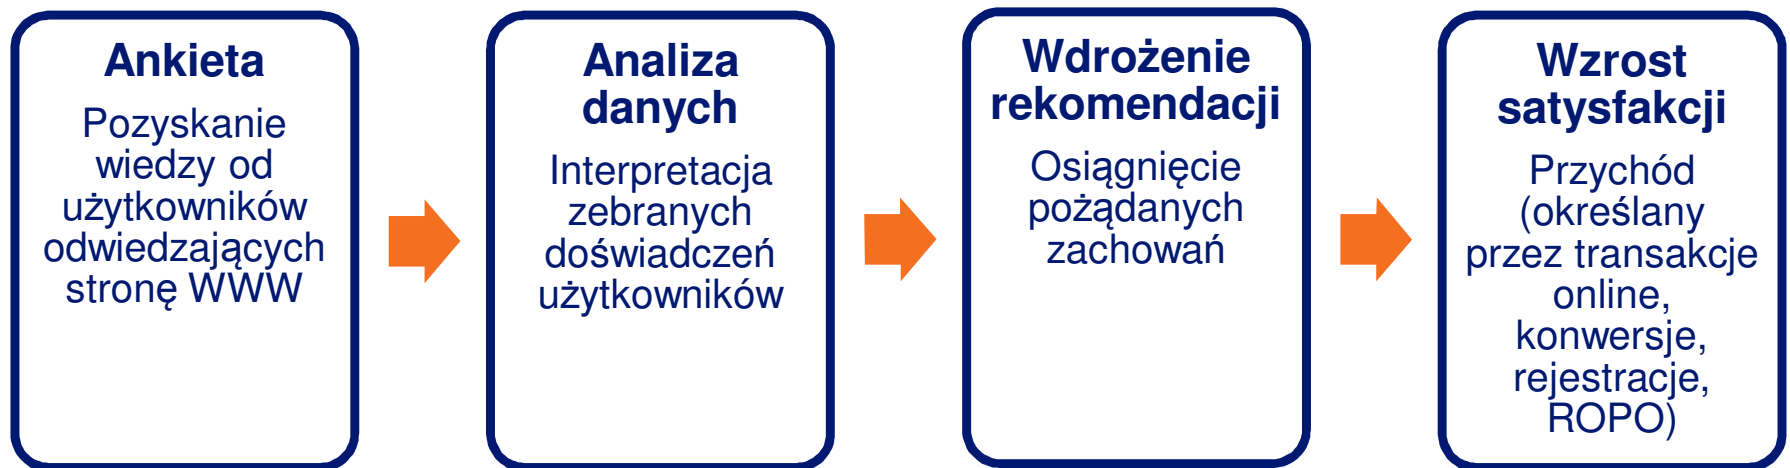 Ankieta
Pozyskanie
wiedzy od
użytkowników
odwiedzających
stronę WWW
Analiza
danych
Interpretacja
zebranych
doświadczeń
użytkowników
Wdrożenie
rekomendacji
Osiągnięcie
pożądanych
zachowań
Wzrost
satysfakcji
Przychód
(określany
przez transakcje
online,
konwersje,
rejestracje,
ROPO)